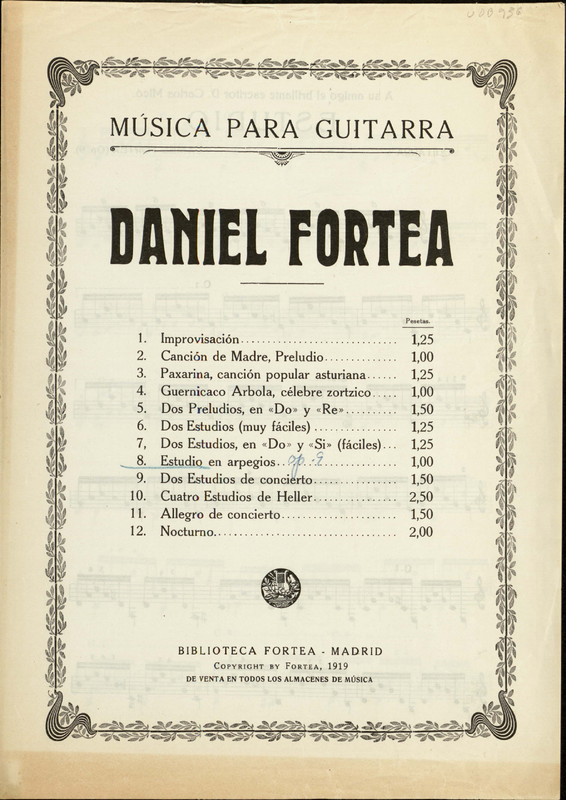 MÚSICA PARA GUITARRA
DANIEL FORTEA
Pesetas.
1. Improvisación.............................. 1,25
2. Canción de Madre, Preludio............. 1,00
3. Paxarina, canción popular asturiana...... 1,25
4. Guernicaco Arbola, célebre zortzico..... 1,00
5. Dos Preludios, en «Do» y «Re».......... 1,50
6. Dos Estudios (muy fáciles)................ 1,25
7, Dos Estudios, en «Do» y «Si» (fáciles)... 1,25
8. Estudio en arpegios....................... 1,00
op. 9
9. Dos Estudios de concierto................ 1,50
10. Cuatro Estudios de Heller................ 2,50
11. Allegro de concierto...................... 1,50
12. Nocturno................................... 2,00
BIBLIOTECA FORTEA - MADRID
COPYRIGHT BY FORTEA, 1919
DE VENTA EN TODOS LOS ALMACENES DE MÚSICA